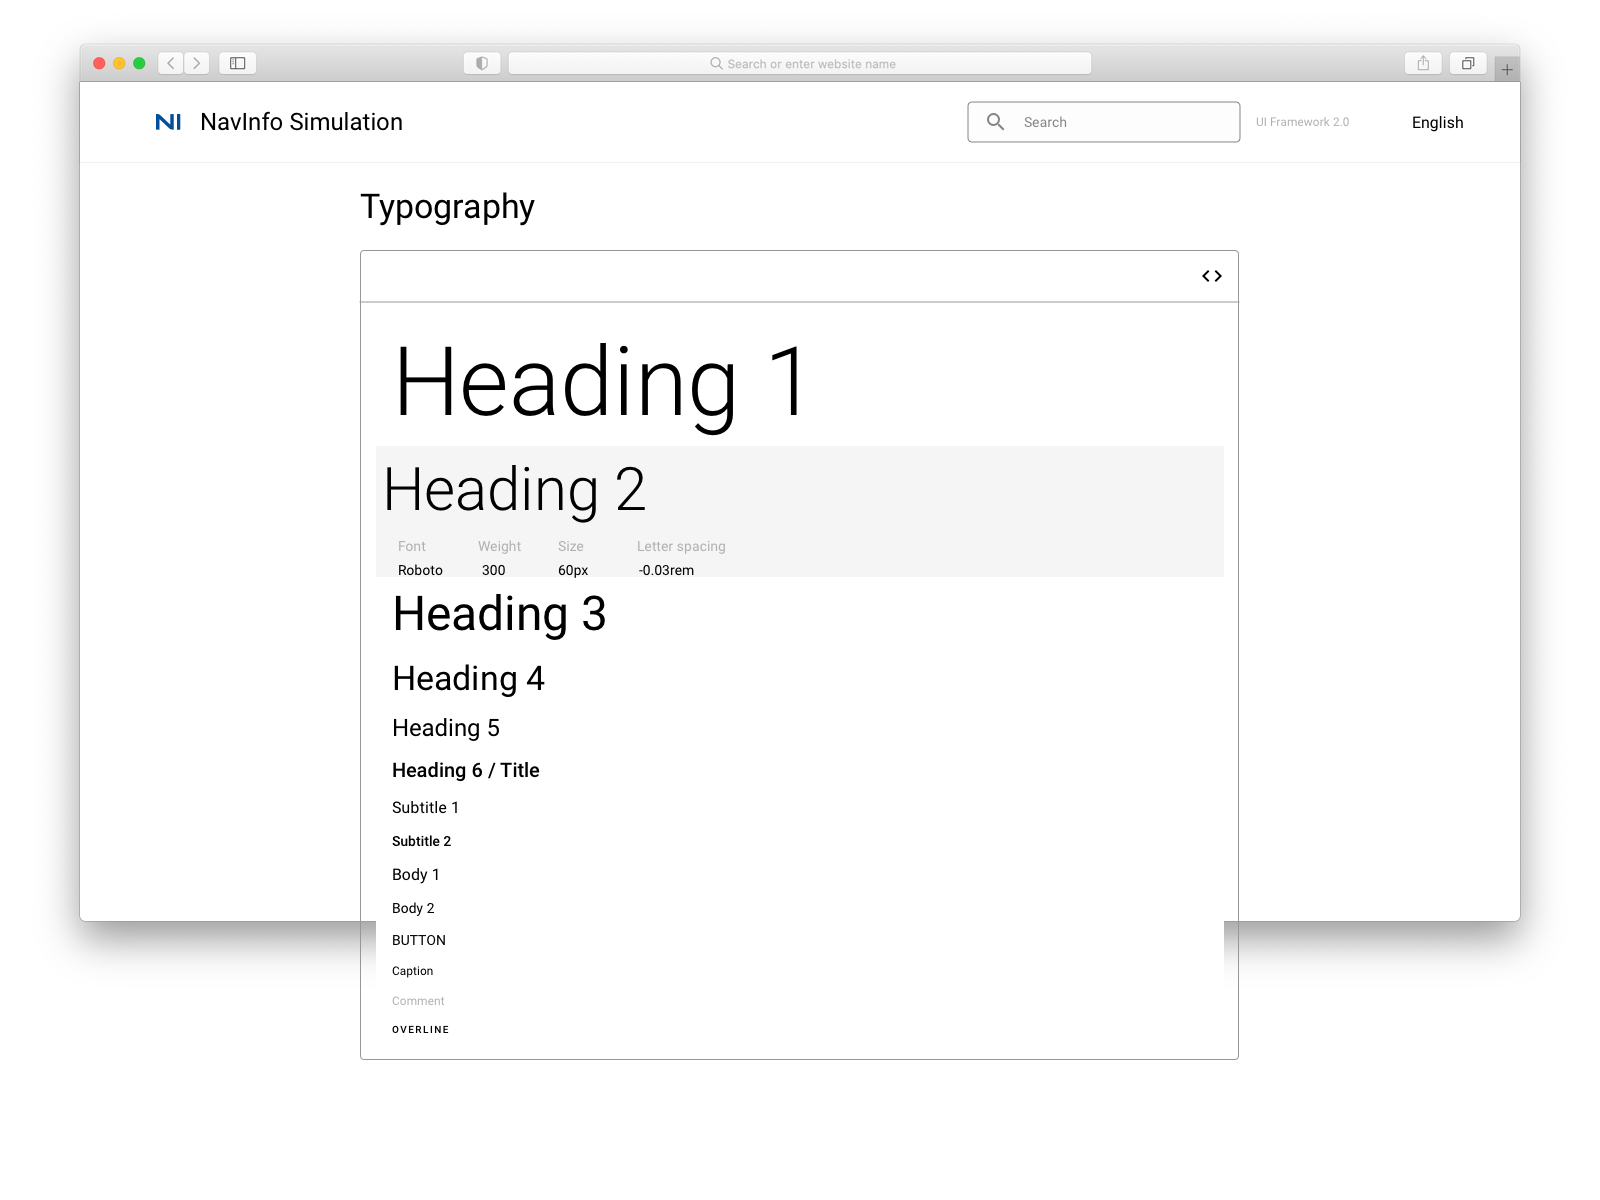 Search or enter website name
NI NavInfo Simulation
Search
UI Framework 2.0
English
Typography
Heading 1
Heading 2
Font Weight Size Letter spacing
Roboto 300 60px -0.03rem
Heading 3
Heading 4
Heading 5
Heading 6 / Title
Subtitle 1
Subtitle 2
Body 1
Body 2
BUTTON
Caption
Comment
OVERLINE